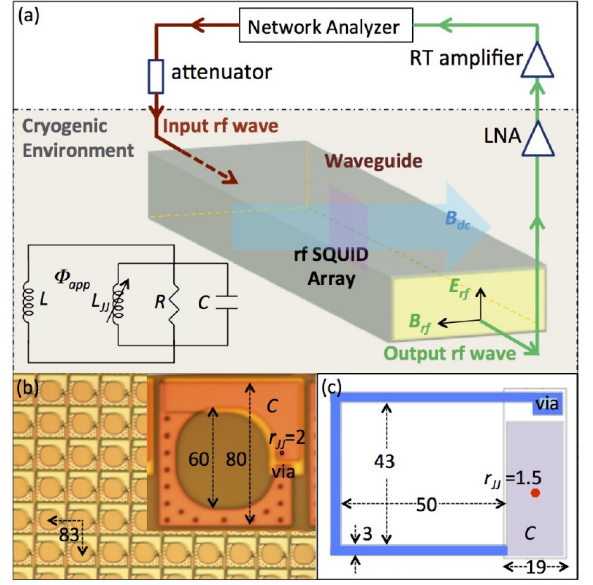 (a)
Network Analyzer
attenuator
RT amplifier
Cryogenic
Environment
Input rf wave
LNA
Waveguide
B_dc
rf SQUID
Array
Φ_app
L
L_JJ
R
C
E_rf
B_rf
Output rf wave
(b)
C
r_JJ=2
60
80
via
83
(c)
via
43
r_JJ=1.5
50
3
C
19